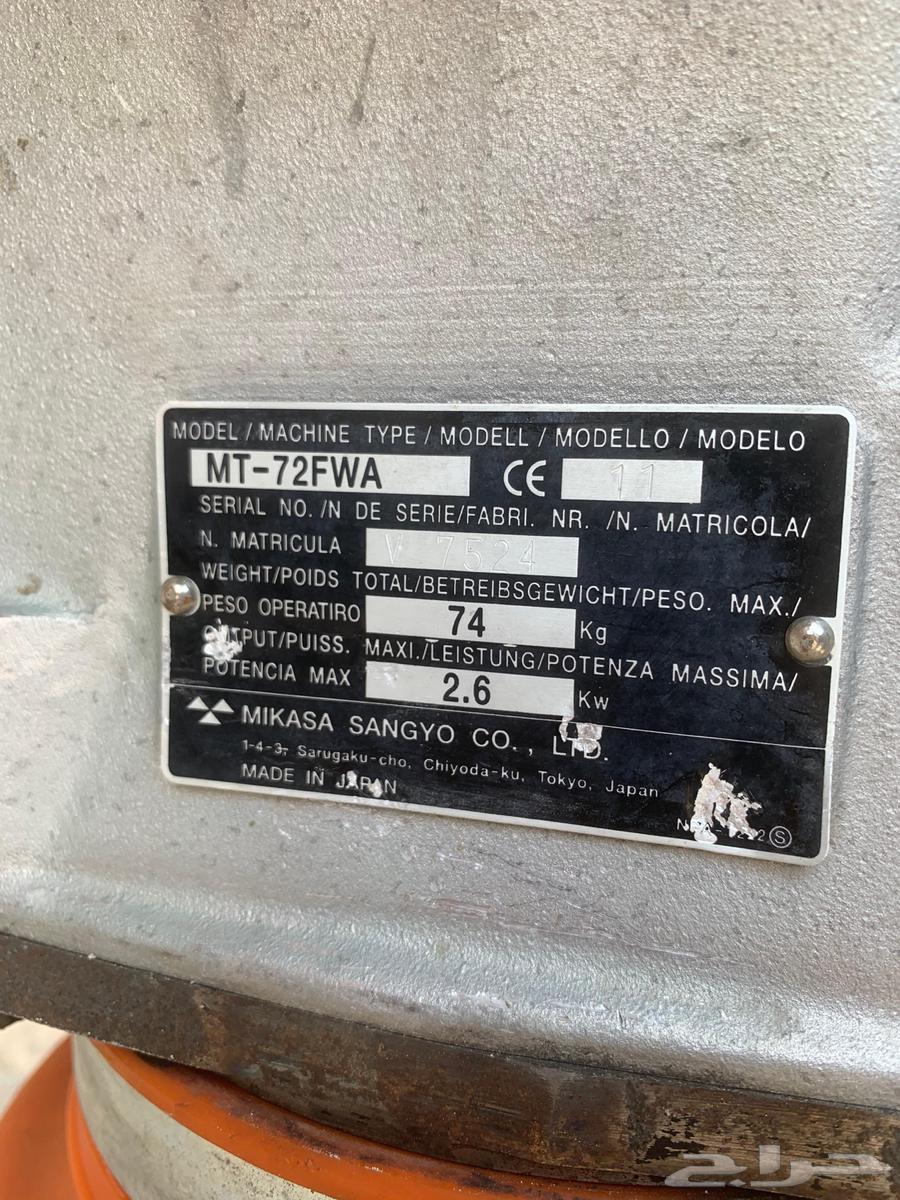 MODEL / MACHINE TYPE / MODELL / MODELLO / MODELO
MT-72FWA CE 11
SERIAL NO. /N DE SERIE/FABRI. NR. /N. MATRICOLA/
N. MATRICULA V 7524
WEIGHT/POIDS TOTAL/BETREIBSGEWICHT/PESO. MAX./
PESO OPERATIRO 74 Kg
OUTPUT/PUISS. MAXI./LEISTUNG/POTENZA MASSIMA/
POTENCIA MAX 2.6 Kw
MIKASA SANGYO CO., LTD.
1-4-3, Sarugaku-cho, Chiyoda-ku, Tokyo, Japan
MADE IN JAPAN
Ⓢ
حراج